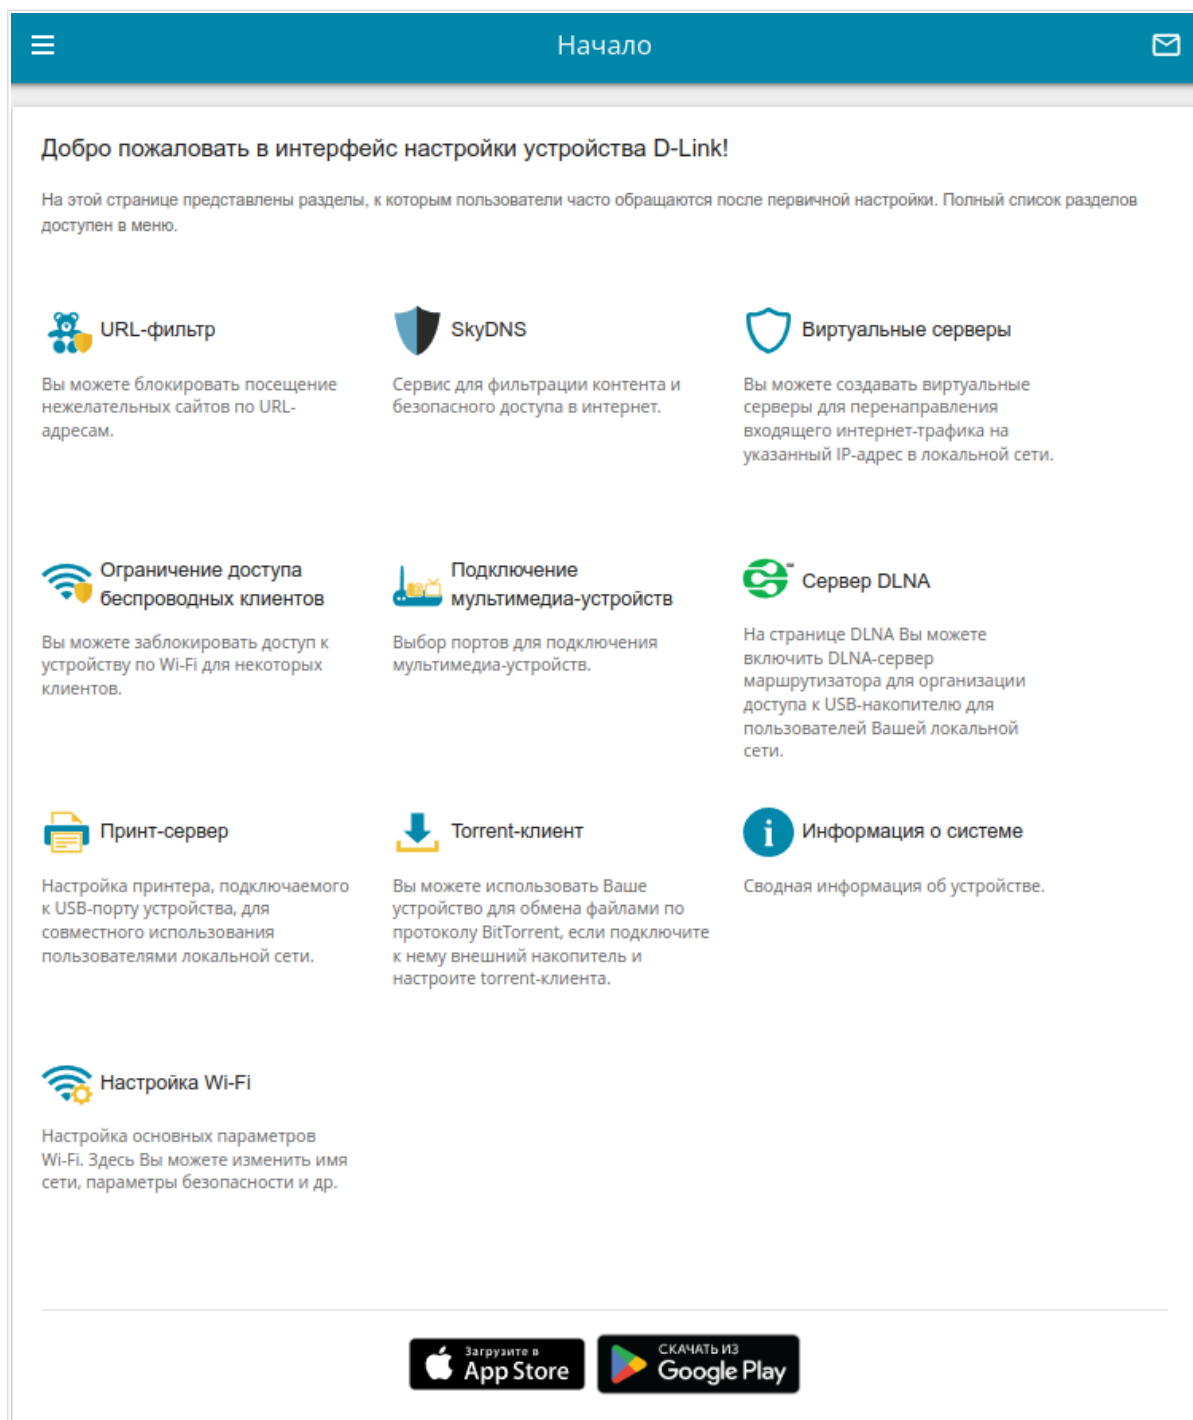 Начало
Добро пожаловать в интерфейс настройки устройства D-Link!
На этой странице представлены разделы, к которым пользователи часто обращаются после первичной настройки. Полный список разделов
доступен в меню.
URL-фильтр
Вы можете блокировать посещение
нежелательных сайтов по URL-
адресам.
SkyDNS
Сервис для фильтрации контента и
безопасного доступа в интернет.
Виртуальные серверы
Вы можете создавать виртуальные
серверы для перенаправления
входящего интернет-трафика на
указанный IP-адрес в локальной сети.
Ограничение доступа
беспроводных клиентов
Вы можете заблокировать доступ к
устройству по Wi-Fi для некоторых
клиентов.
Подключение
мультимедиа-устройств
Выбор портов для подключения
мультимедиа-устройств.
Сервер DLNA
На странице DLNA Вы можете
включить DLNA-сервер
маршрутизатора для организации
доступа к USB-накопителю для
пользователей Вашей локальной
сети.
Принт-сервер
Настройка принтера, подключаемого
к USB-порту устройства, для
совместного использования
пользователями локальной сети.
Torrent-клиент
Вы можете использовать Ваше
устройство для обмена файлами по
протоколу BitTorrent, если подключите
к нему внешний накопитель и
настроите torrent-клиента.
Информация о системе
Сводная информация об устройстве.
Настройка Wi-Fi
Настройка основных параметров
Wi-Fi. Здесь Вы можете изменить имя
сети, параметры безопасности и др.
Загрузите в
App Store
СКАЧАТЬ ИЗ
Google Play